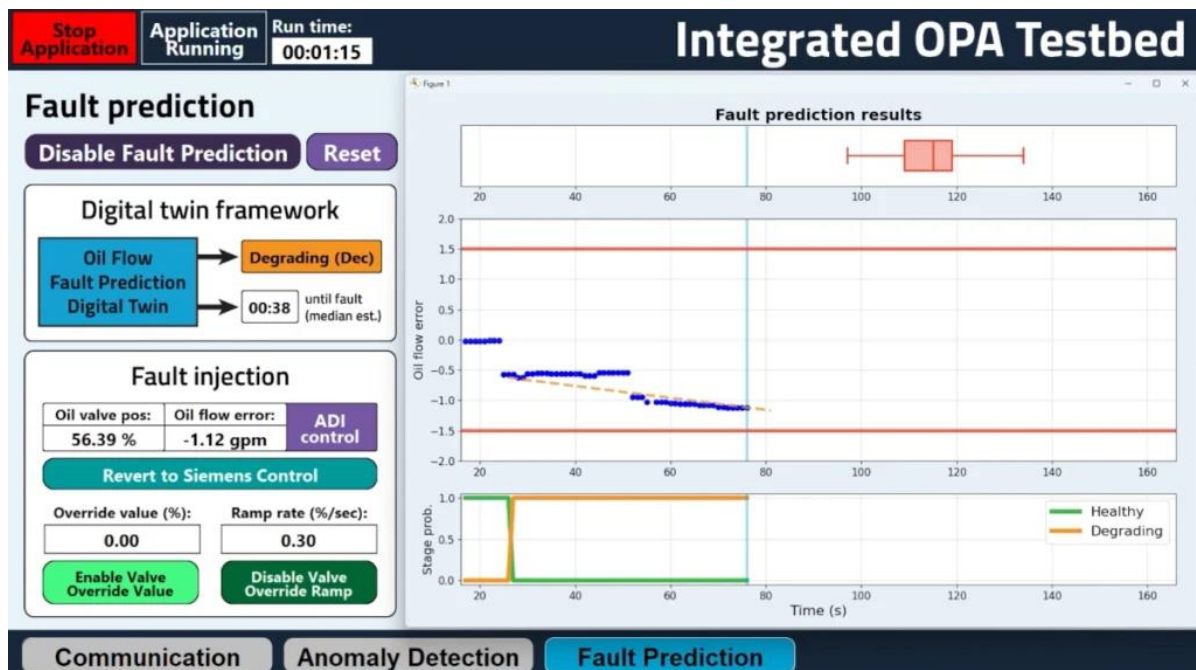 Stop
Application
Application
Running
Run time:
00:01:15
Integrated OPA Testbed
Fault prediction
Disable Fault Prediction
Reset
Digital twin framework
Oil Flow
Fault Prediction
Digital Twin
Degrading (Dec)
00:38
until fault
(median est.)
Fault injection
Oil valve pos:
Oil flow error:
56.39 %
-1.12 gpm
ADI
control
Revert to Siemens Control
Override value (%):
Ramp rate (%/sec):
0.00
0.30
Enable Valve
Override Value
Disable Valve
Override Ramp
Figure 1
Fault prediction results
20 40 60 80 100 120 140 160
Oil flow error
2.0
1.5
1.0
0.5
0.0
−0.5
−1.0
−1.5
−2.0
20 40 60 80 100 120 140 160
Stage prob.
1.0
0.5
0.0
Healthy
Degrading
20 40 60 80 100 120 140 160
Time (s)
Communication
Anomaly Detection
Fault Prediction